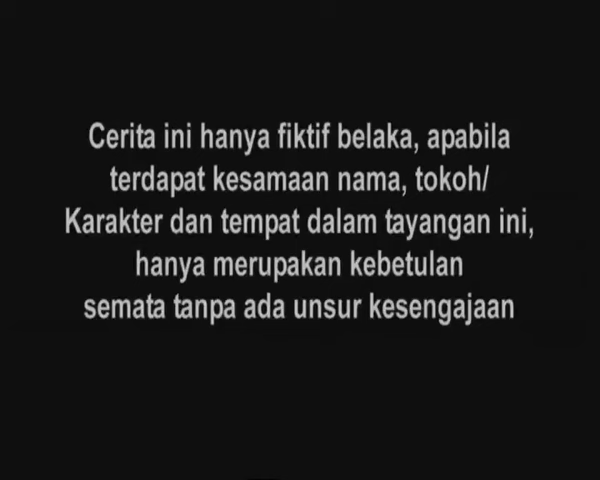 Cerita ini hanya fiktif belaka, apabila
terdapat kesamaan nama, tokoh/
Karakter dan tempat dalam tayangan ini,
hanya merupakan kebetulan
semata tanpa ada unsur kesengajaan